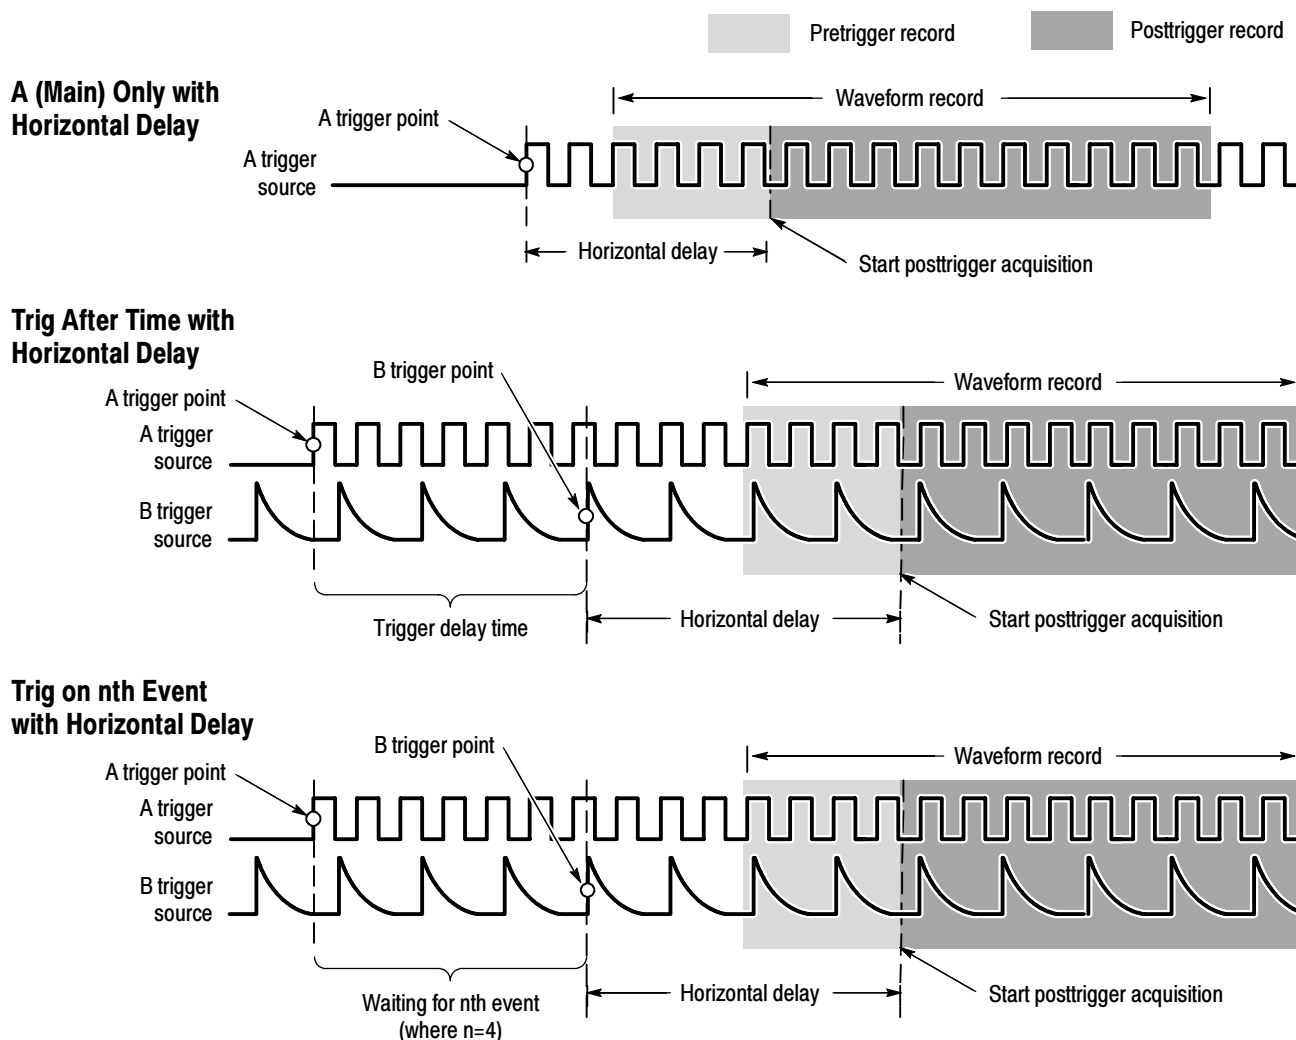 Pretrigger record
Posttrigger record
A (Main) Only with
Horizontal Delay
Waveform record
A trigger point
A trigger
source
Horizontal delay
Start posttrigger acquisition
Trig After Time with
Horizontal Delay
B trigger point
Waveform record
A trigger point
A trigger
source
B trigger
source
Trigger delay time
Horizontal delay
Start posttrigger acquisition
Trig on nth Event
with Horizontal Delay
B trigger point
Waveform record
A trigger point
A trigger
source
B trigger
source
Waiting for nth event
(where n=4)
Horizontal delay
Start posttrigger acquisition